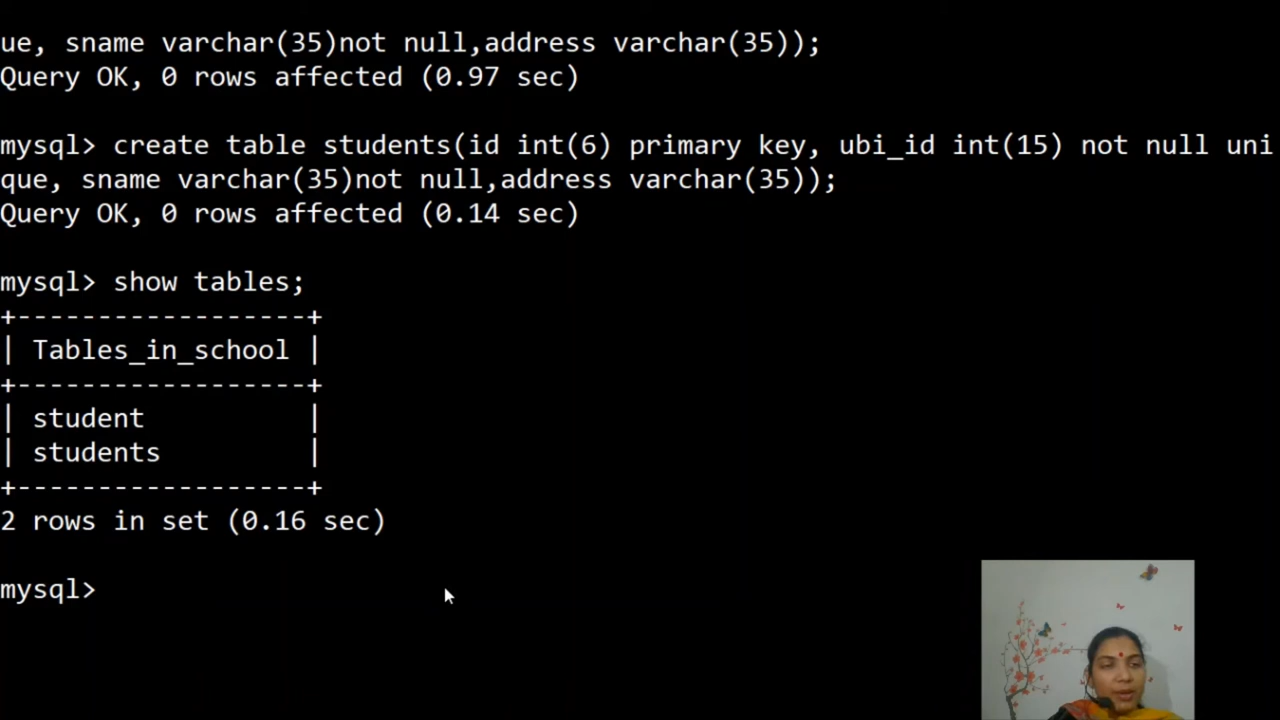 ue, sname varchar(35)not null,address varchar(35));
Query OK, 0 rows affected (0.97 sec)
mysql> create table students(id int(6) primary key, ubi_id int(15) not null uni
que, sname varchar(35)not null,address varchar(35));
Query OK, 0 rows affected (0.14 sec)
mysql> show tables;
+------------------+
| Tables_in_school |
+------------------+
| student          |
| students         |
+------------------+
2 rows in set (0.16 sec)
mysql>